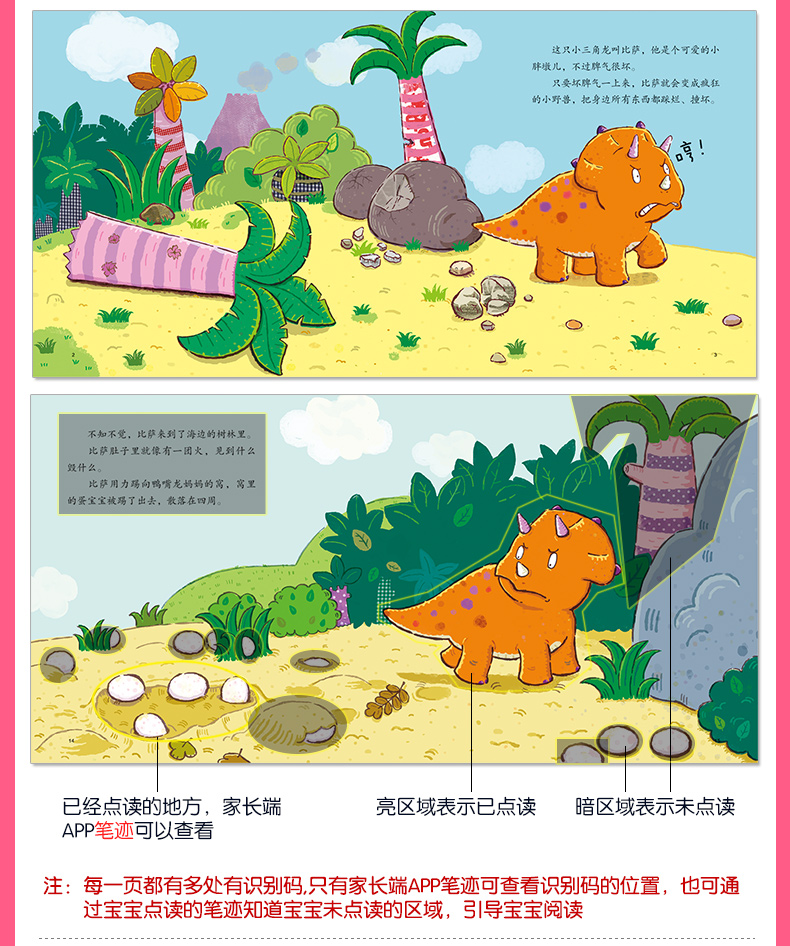 这只小三角龙叫比萨，他是个可爱的小
胖墩儿，不过脾气很坏。
只要坏脾气一上来，比萨就会变成疯狂
的小野兽，把身边所有东西都踩烂、撞坏。
哼！
2
3
不知不觉，比萨来到了海边的树林里。
比萨肚子里就像有一团火，见到什么
毁什么。
比萨用力踢向鸭嘴龙妈妈的窝，窝里
的蛋宝宝被踢了出去，散落在四周。
14
已经点读的地方，家长端
APP笔迹可以查看
亮区域表示已点读
暗区域表示未点读
注：每一页都有多处有识别码,只有家长端APP笔迹可查看识别码的位置，也可通
过宝宝点读的笔迹知道宝宝未点读的区域，引导宝宝阅读